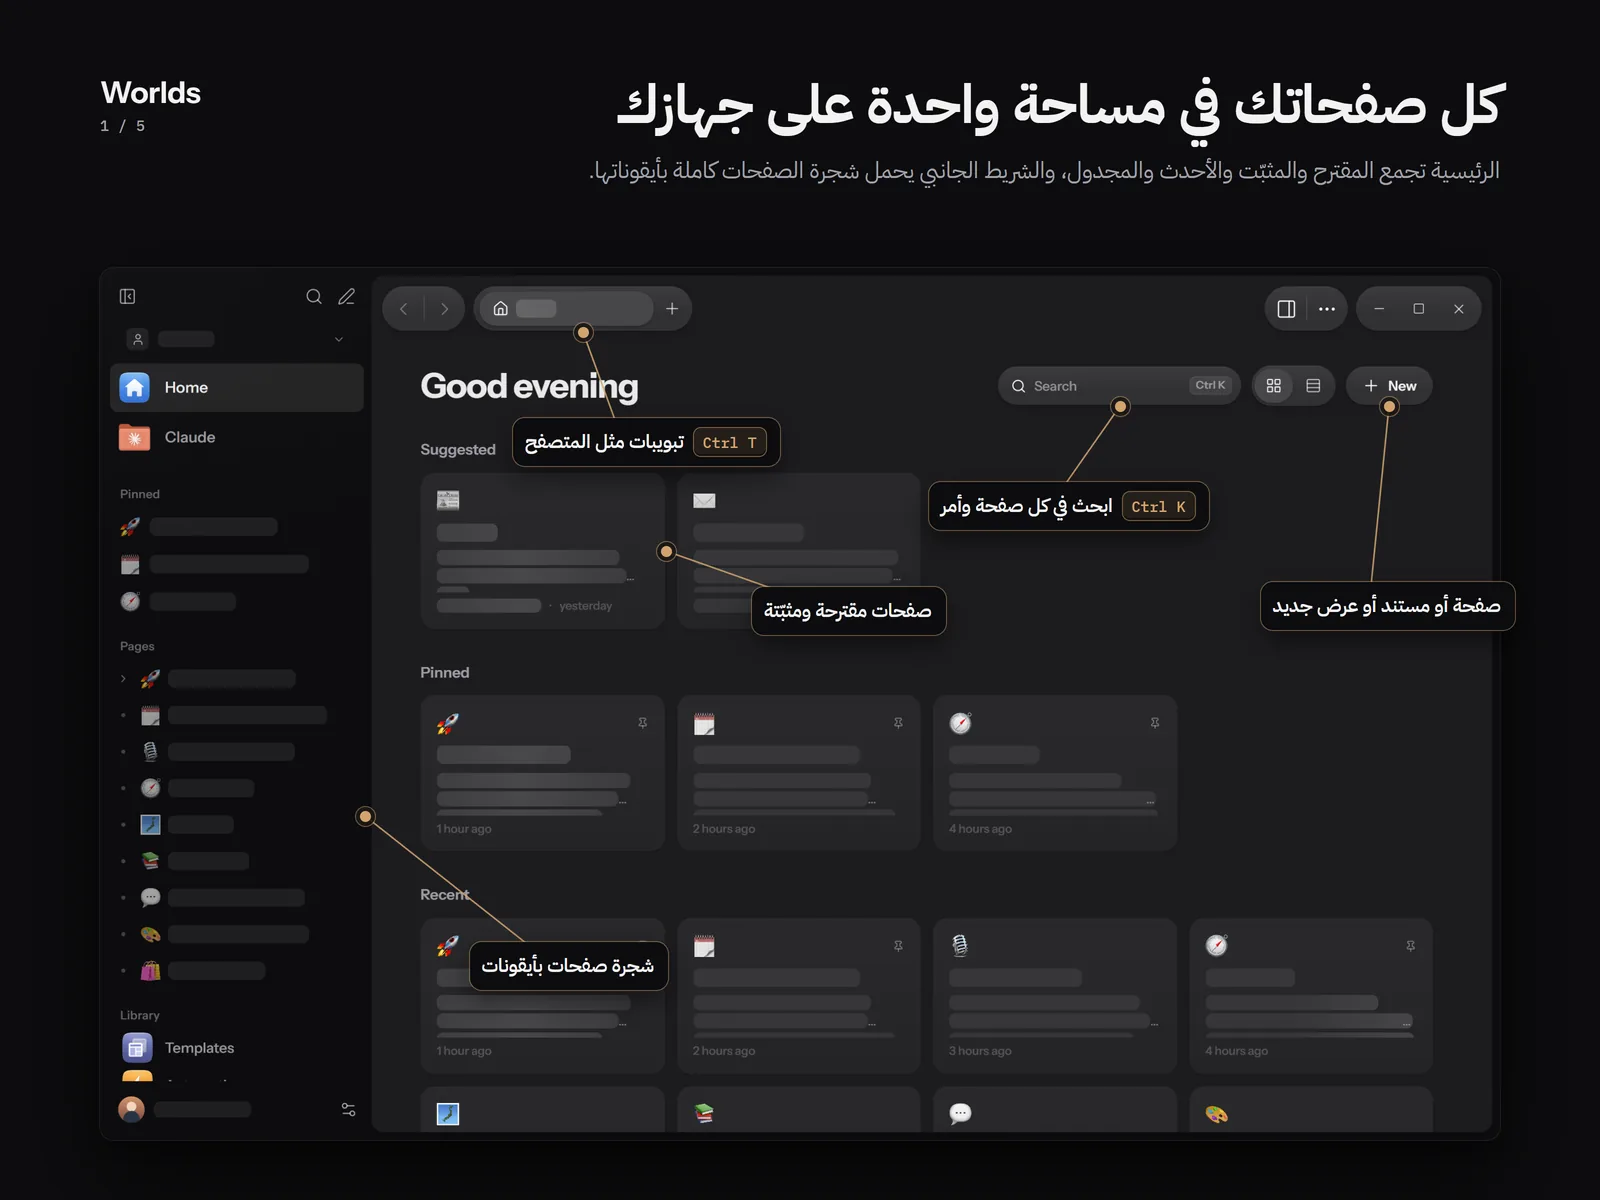 Worlds
1 / 5
كل صفحاتك في مساحة واحدة على جهازك
الرئيسية تجمع المقترح والمثبّت والأحدث والمجدول، والشريط الجانبي يحمل شجرة الصفحات كاملة بأيقوناتها.
Home
Claude
Pinned
Pages
Library
Templates
Good evening
Search
Ctrl K
New
تبويبات مثل المتصفح
Ctrl T
Suggested
ابحث في كل صفحة وأمر
Ctrl K
yesterday
صفحات مقترحة ومثبّتة
صفحة أو مستند أو عرض جديد
Pinned
1 hour ago
2 hours ago
4 hours ago
Recent
شجرة صفحات بأيقونات
1 hour ago
2 hours ago
3 hours ago
4 hours ago